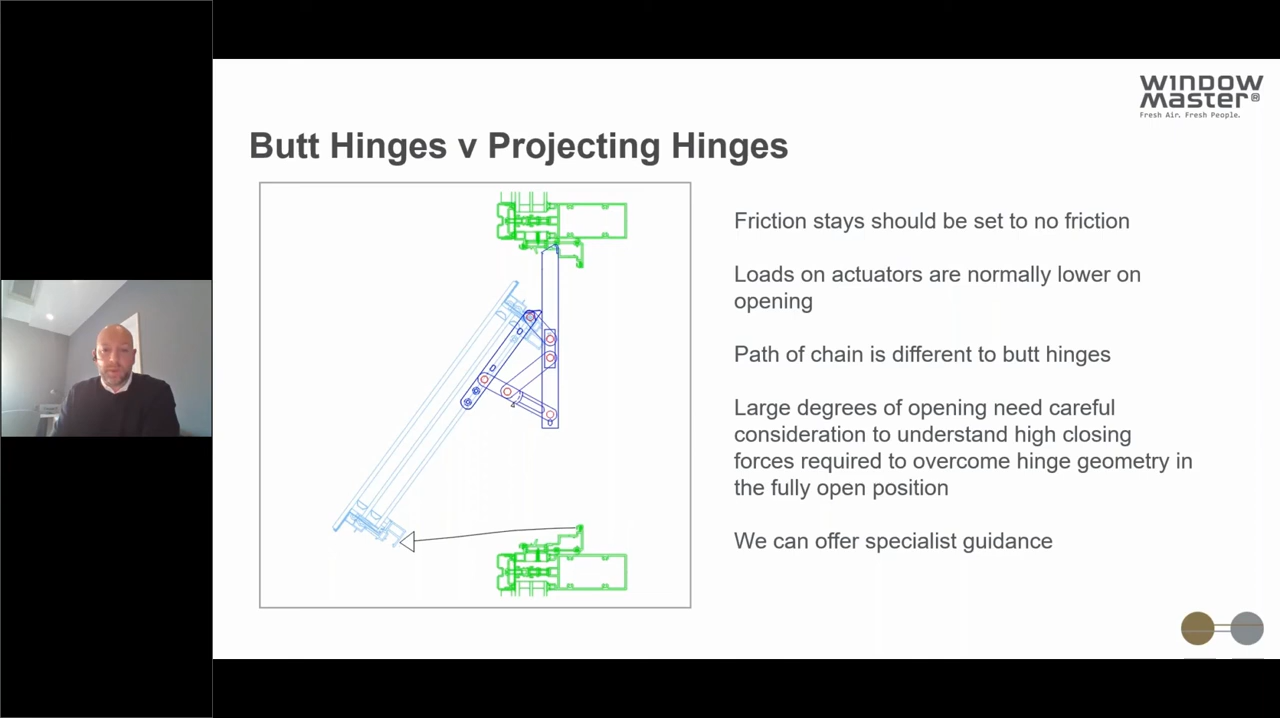 WINDOW
Master®
Fresh Air. Fresh People.
Butt Hinges v Projecting Hinges
Friction stays should be set to no friction
Loads on actuators are normally lower on
opening
Path of chain is different to butt hinges
Large degrees of opening need careful
consideration to understand high closing
forces required to overcome hinge geometry in
the fully open position
We can offer specialist guidance